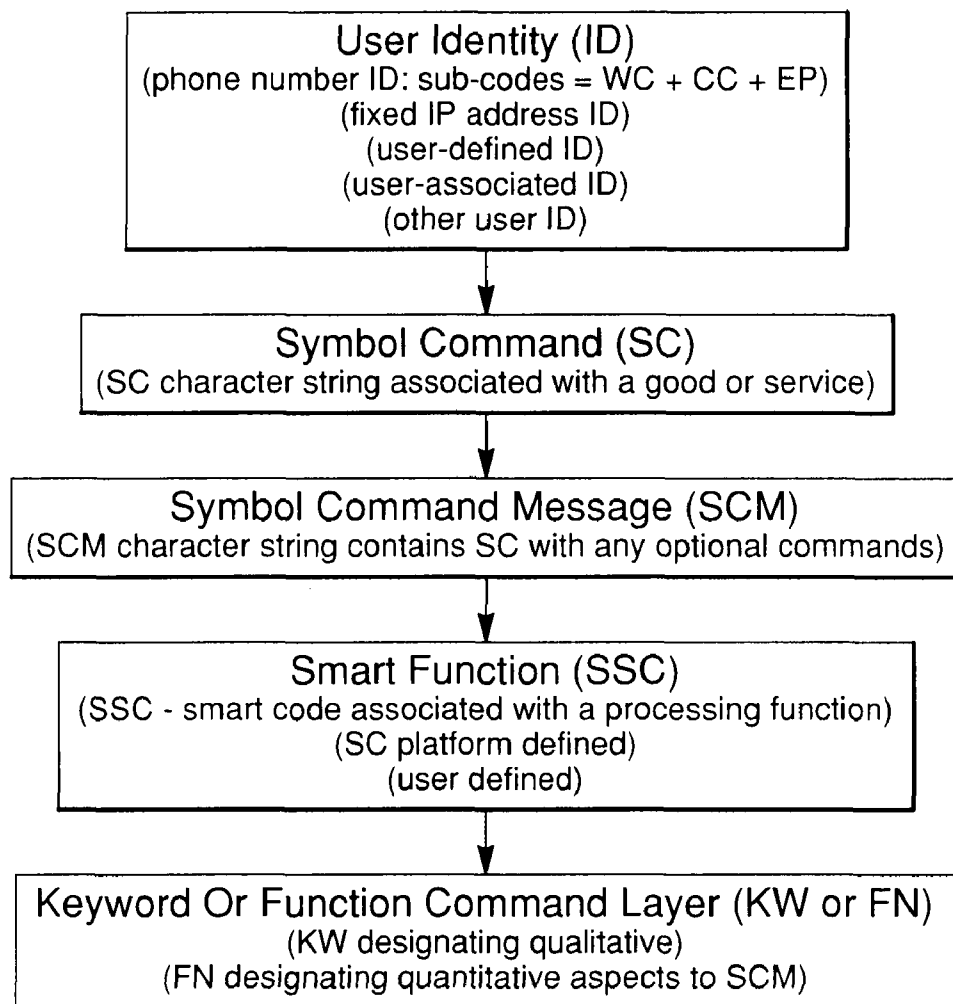 User Identity (ID)
(phone number ID: sub-codes = WC + CC + EP)
(fixed IP address ID)
(user-defined ID)
(user-associated ID)
(other user ID)
Symbol Command (SC)
(SC character string associated with a good or service)
Symbol Command Message (SCM)
(SCM character string contains SC with any optional commands)
Smart Function (SSC)
(SSC - smart code associated with a processing function)
(SC platform defined)
(user defined)
Keyword Or Function Command Layer (KW or FN)
(KW designating qualitative)
(FN designating quantitative aspects to SCM)